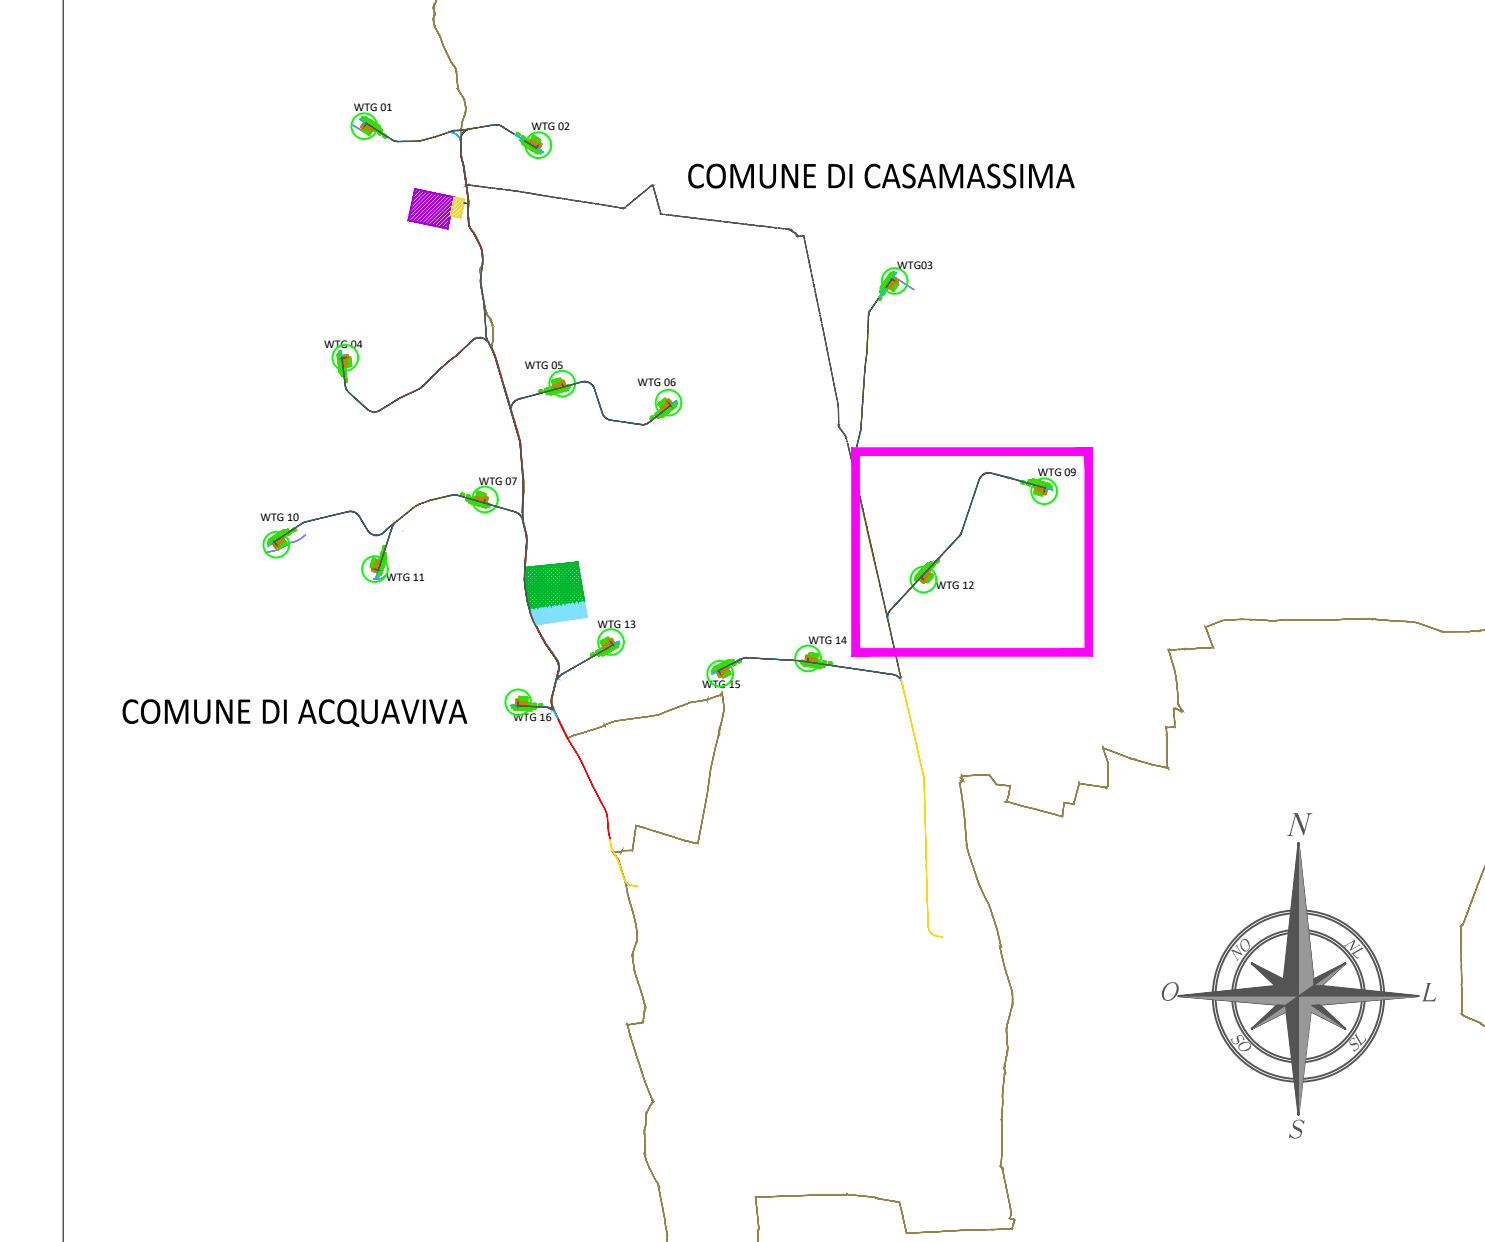 WTG 01
WTG 02
COMUNE DI CASAMASSIMA
WTG03
WTG 04
WTG 05
WTG 06
WTG 09
WTG 07
WTG 10
WTG 11
WTG 12
WTG 13
WTG 14
WTG 15
COMUNE DI ACQUAVIVA
WTG 16
N
NO
NL
O
L
SO
SL
S